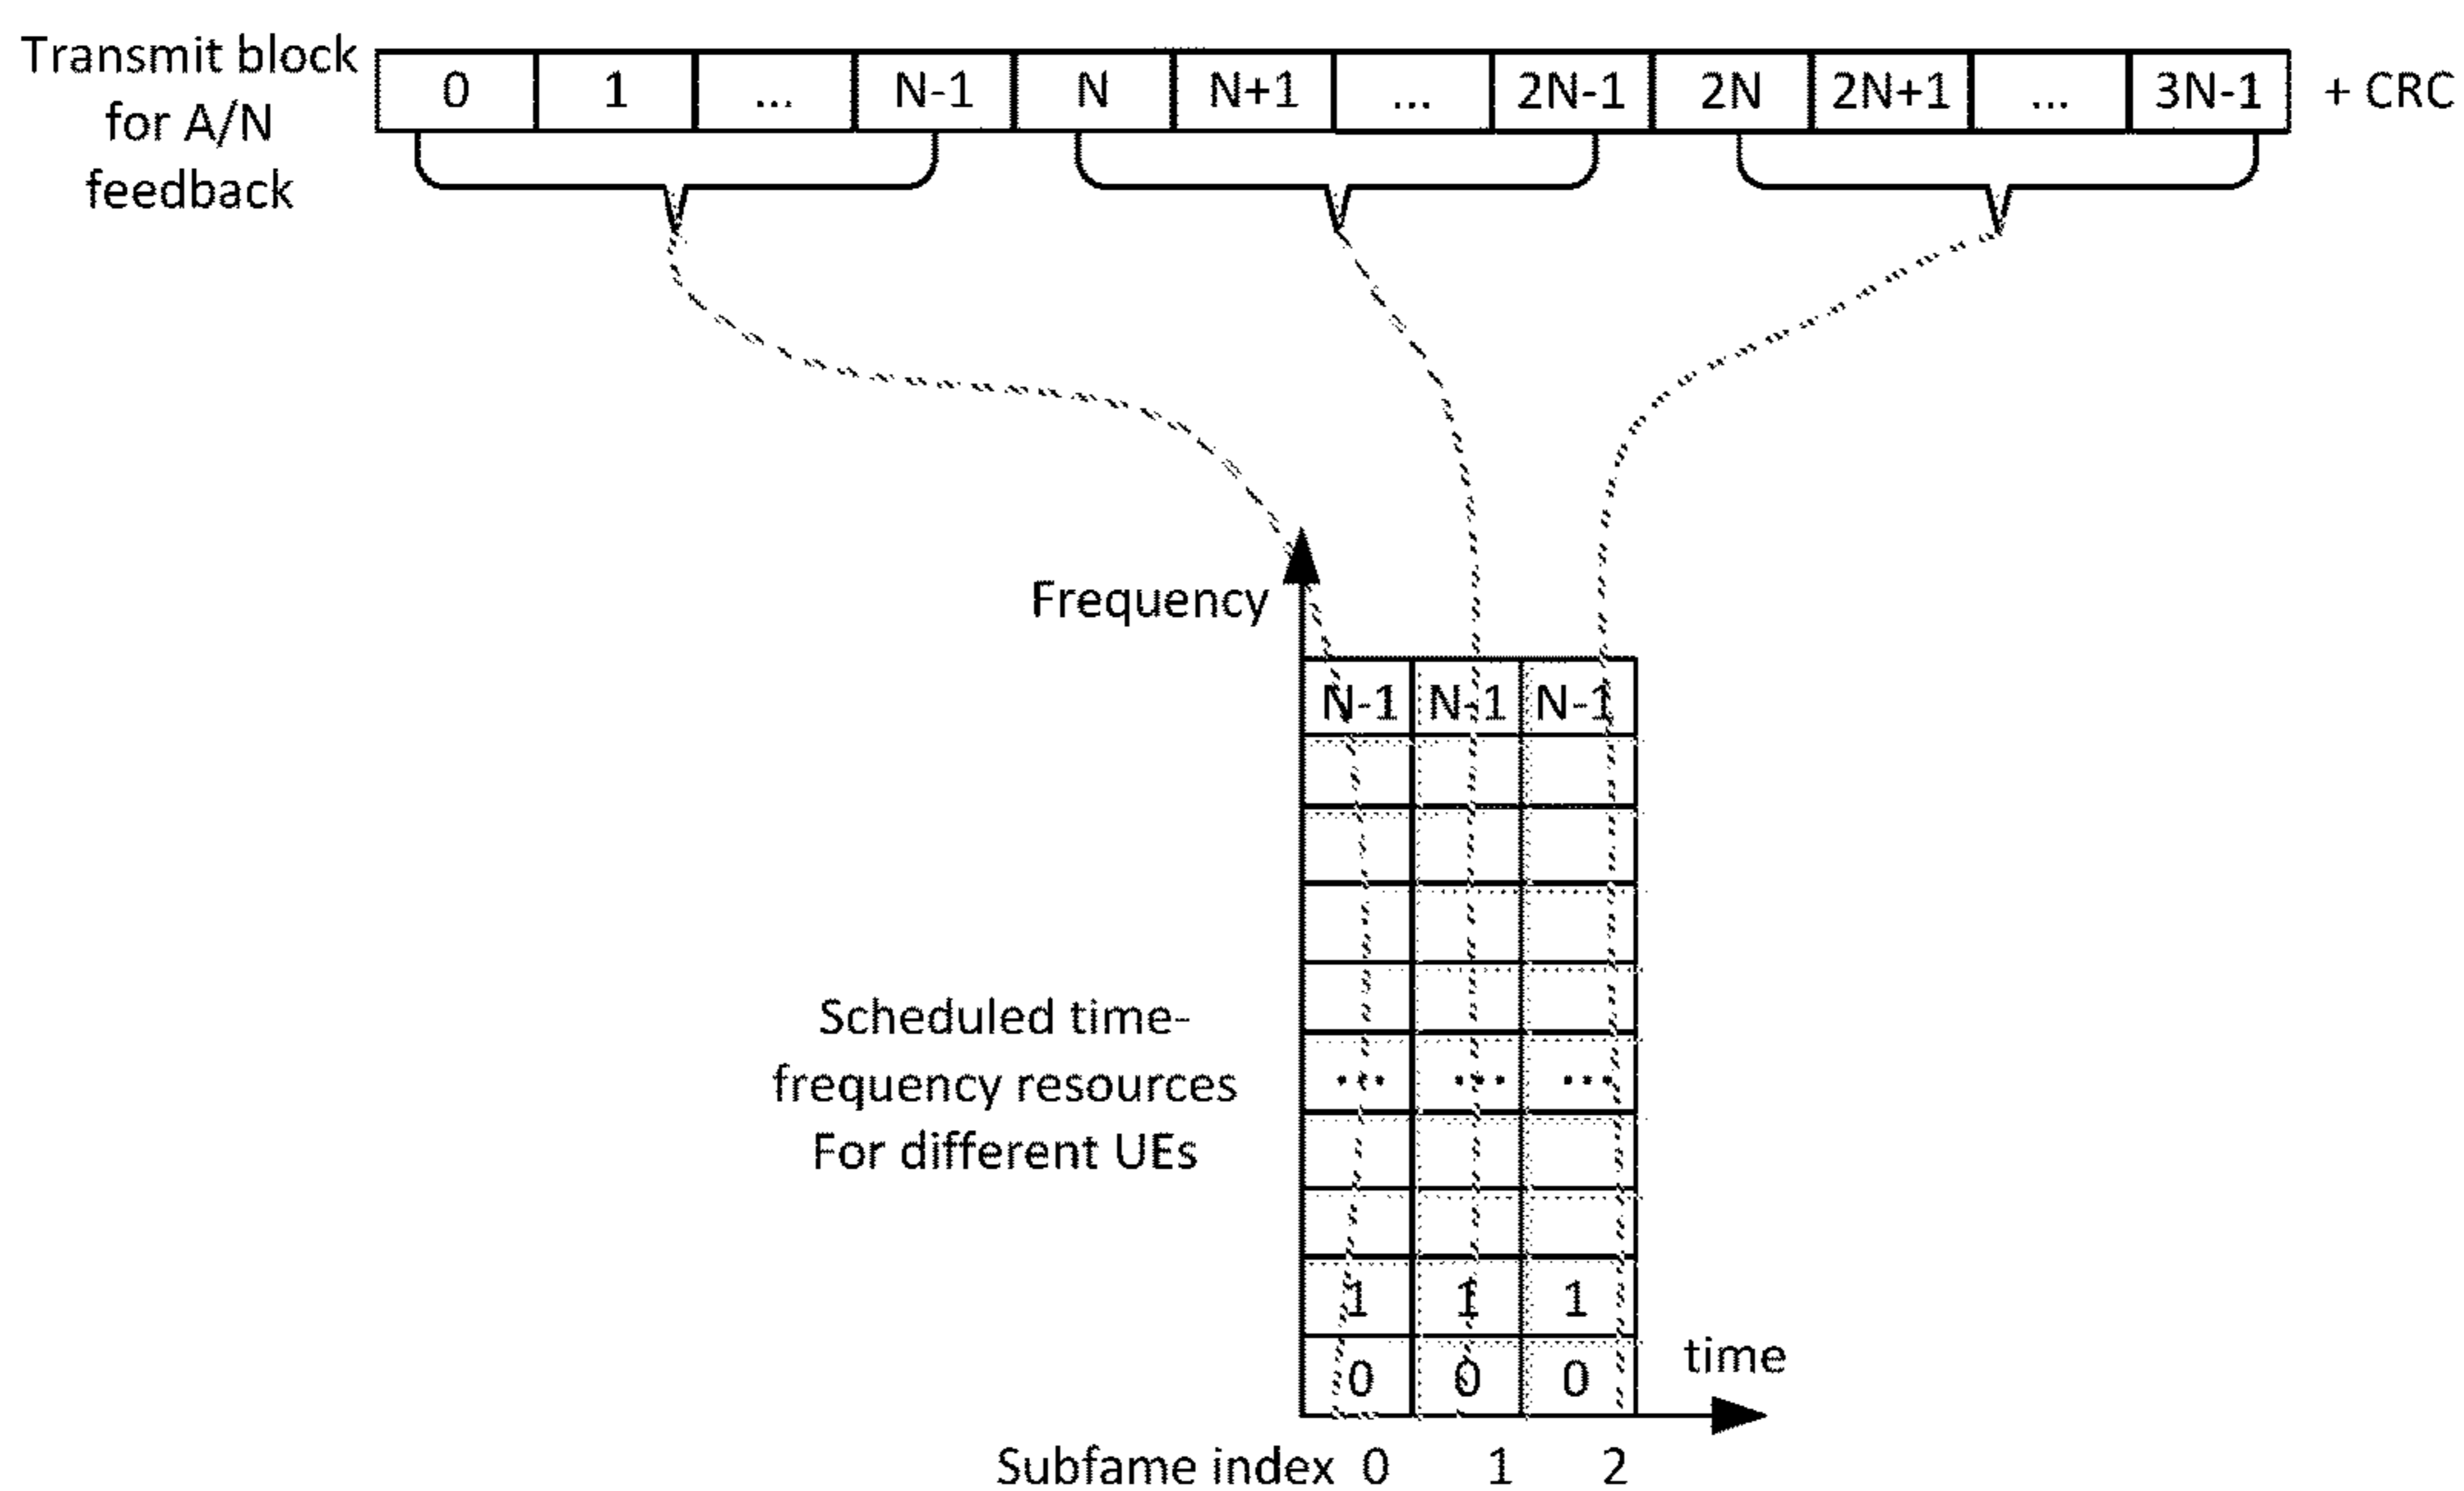 Transmit block
for A/N
feedback
0 1 ... N-1 N N+1 ... 2N-1 2N 2N+1 ... 3N-1 + CRC
Frequency
N-1 N-1 N-1
Scheduled time-
frequency resources
For different UEs
... ... ...
1 1 1
0 0 0
time
Subfame index 0 1 2